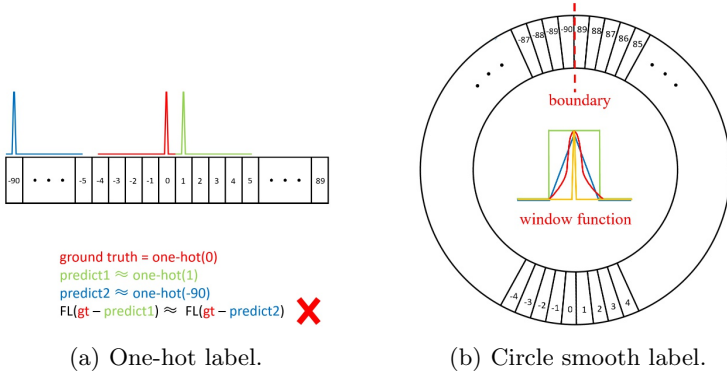 -90 • • • -5 -4 -3 -2 -1 0 1 2 3 4 5 • • • 89
ground truth = one-hot(0)
predict1 ≈ one-hot(1)
predict2 ≈ one-hot(-90)
FL(gt – predict1) ≈ FL(gt – predict2)
(a) One-hot label.
-87 -88 -89 -90 89 88 87 86 85
• • •
• • •
boundary
window function
-4 -3 -2 -1 0 1 2 3 4
(b) Circle smooth label.